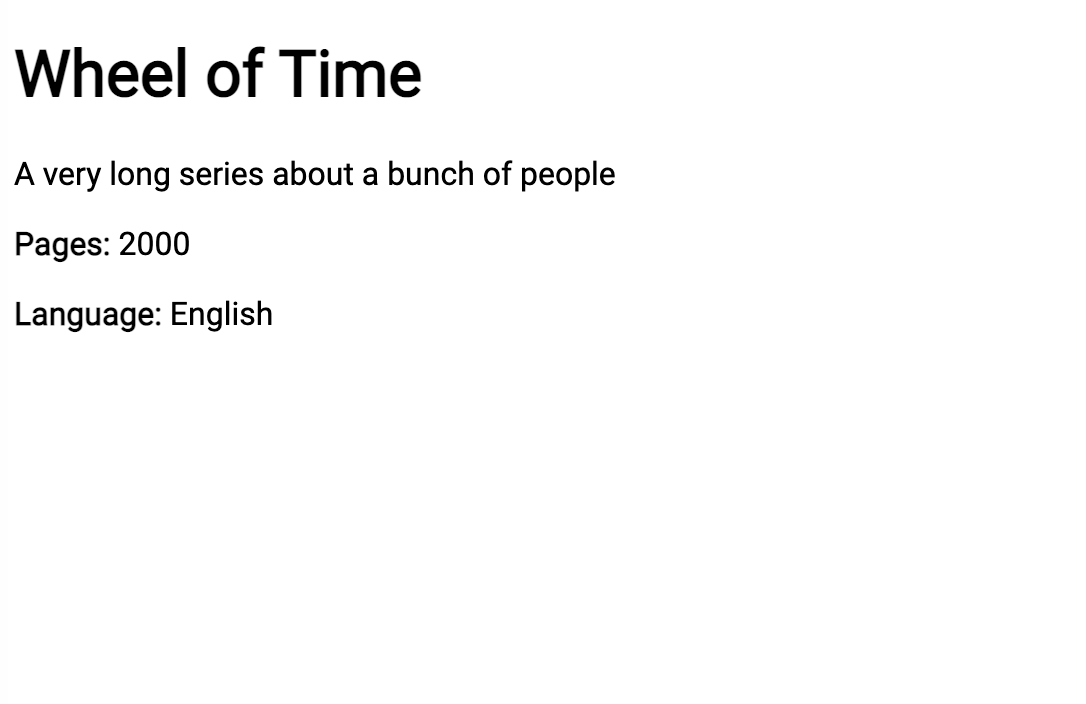 Wheel of Time
A very long series about a bunch of people
Pages: 2000
Language: English